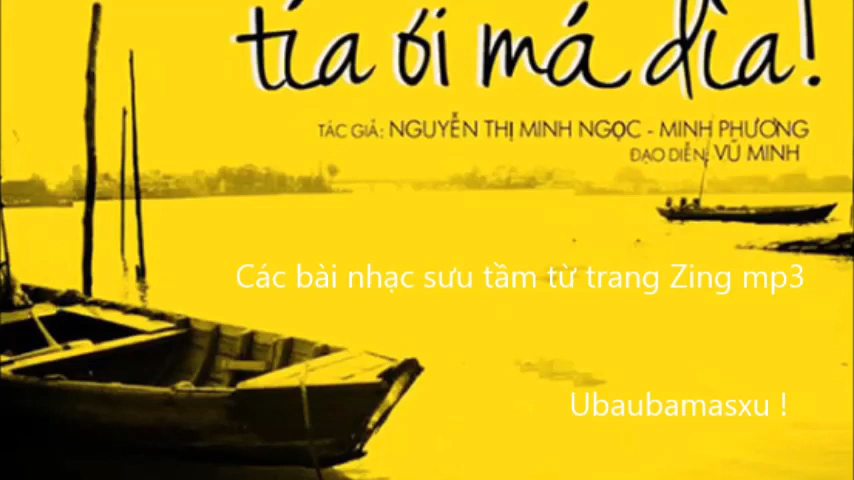 tía ơi má dìa!
TÁC GIẢ: NGUYỄN THỊ MINH NGỌC - MINH PHƯƠNG
ĐẠO DIỄN: VŨ MINH
Các bài nhạc sưu tầm từ trang Zing mp3
Ubaubamasxu !